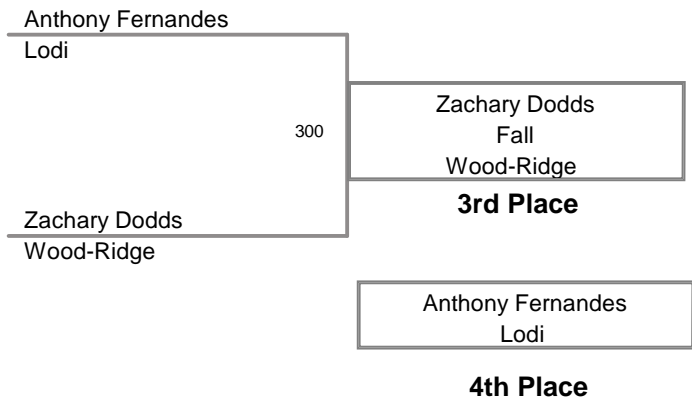 Anthony Fernandes
Lodi
300
Zachary Dodds
Fall
Wood-Ridge
3rd Place
Zachary Dodds
Wood-Ridge
Anthony Fernandes
Lodi
4th Place